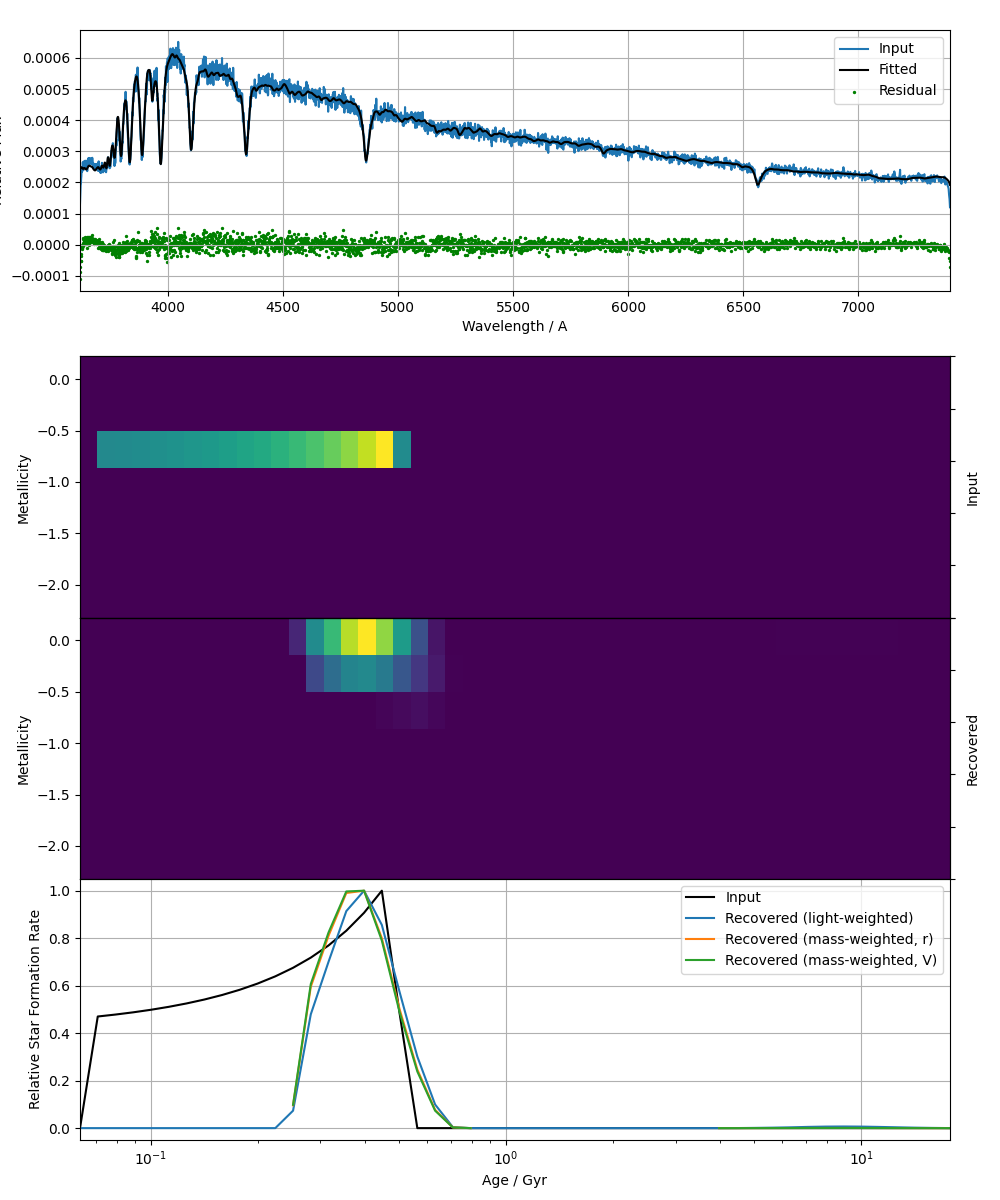 0.0006
0.0005
0.0004
0.0003
0.0002
0.0001
0.0000
−0.0001
Input
Fitted
Residual
4000 4500 5000 5500 6000 6500 7000
Wavelength / A
0.0
−0.5
−1.0
−1.5
−2.0
Metallicity
Input
0.0
−0.5
−1.0
−1.5
−2.0
Metallicity
Recovered
1.0
0.8
0.6
0.4
0.2
0.0
Relative Star Formation Rate
Input
Recovered (light-weighted)
Recovered (mass-weighted, r)
Recovered (mass-weighted, V)
10⁻¹ 10⁰ 10¹
Age / Gyr